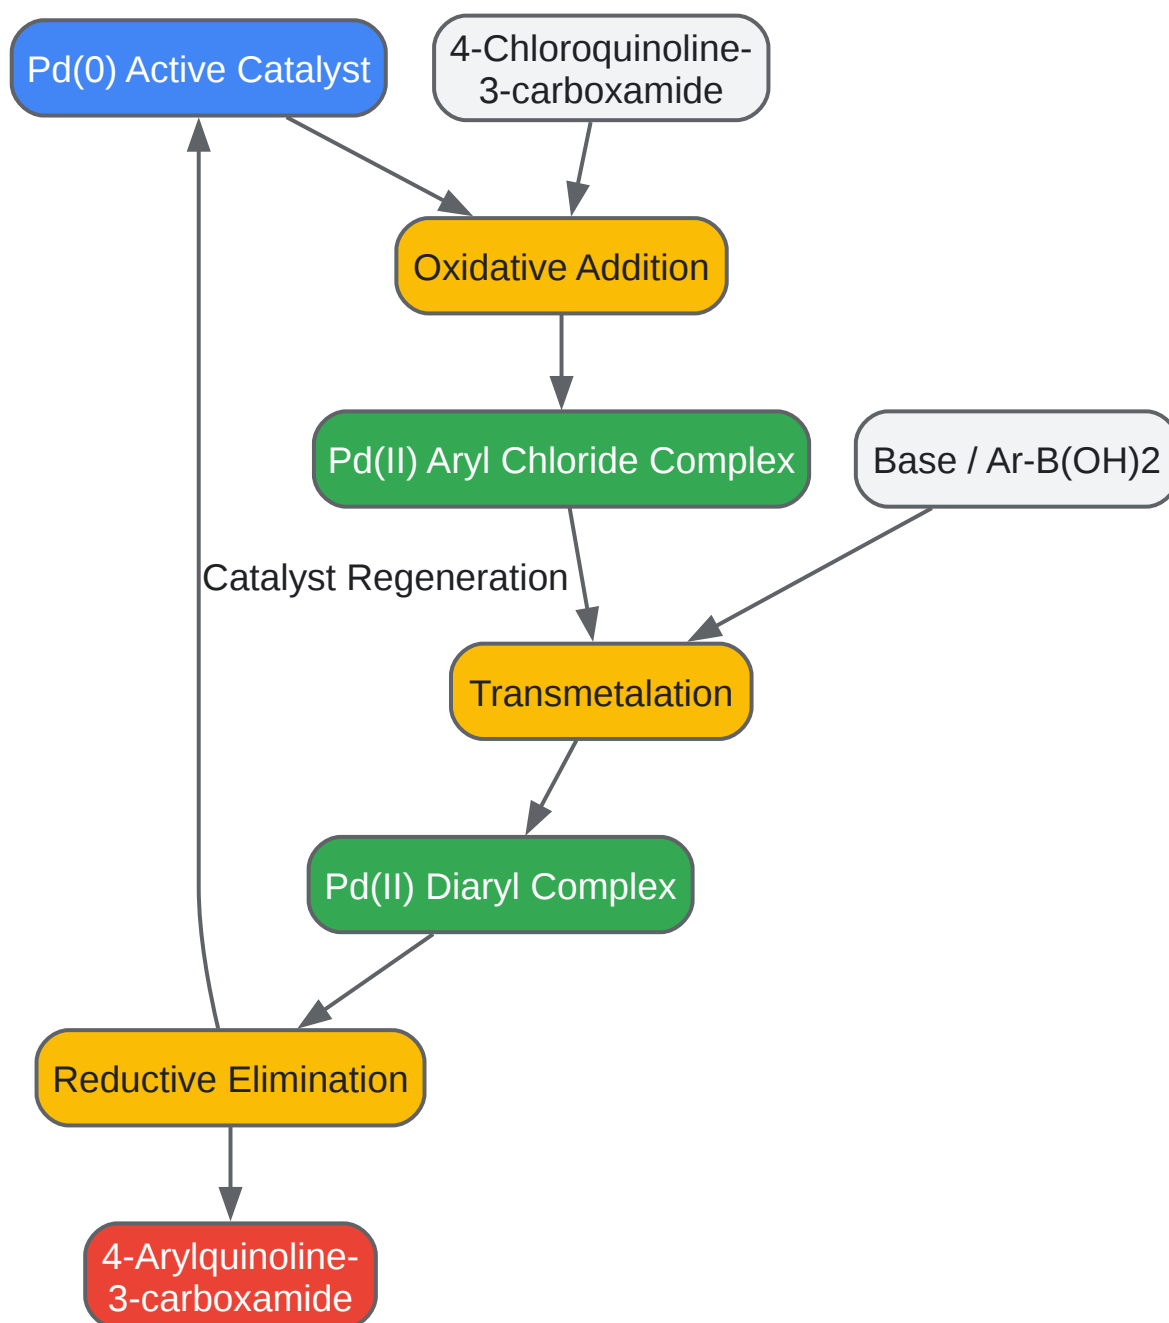 Pd(0) Active Catalyst
4-Chloroquinoline-
3-carboxamide
Oxidative Addition
Pd(II) Aryl Chloride Complex
Base / Ar-B(OH)2
Catalyst Regeneration
Transmetalation
Pd(II) Diaryl Complex
Reductive Elimination
4-Arylquinoline-
3-carboxamide